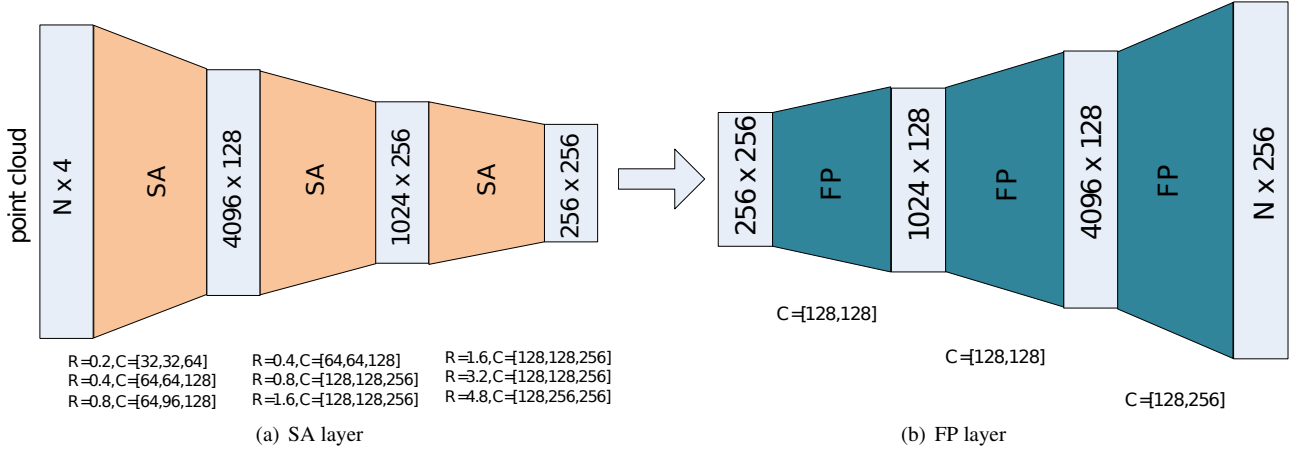 point cloud
N x 4
SA
4096 x 128
SA
1024 x 256
SA
256 x 256
R=0.2,C=[32,32,64]
R=0.4,C=[64,64,128]
R=0.8,C=[64,96,128]
R=0.4,C=[64,64,128]
R=0.8,C=[128,128,256]
R=1.6,C=[128,128,256]
R=1.6,C=[128,128,256]
R=3.2,C=[128,128,256]
R=4.8,C=[128,256,256]
(a) SA layer
256 x 256
FP
1024 x 128
FP
4096 x 128
FP
N x 256
C=[128,128]
C=[128,128]
C=[128,256]
(b) FP layer